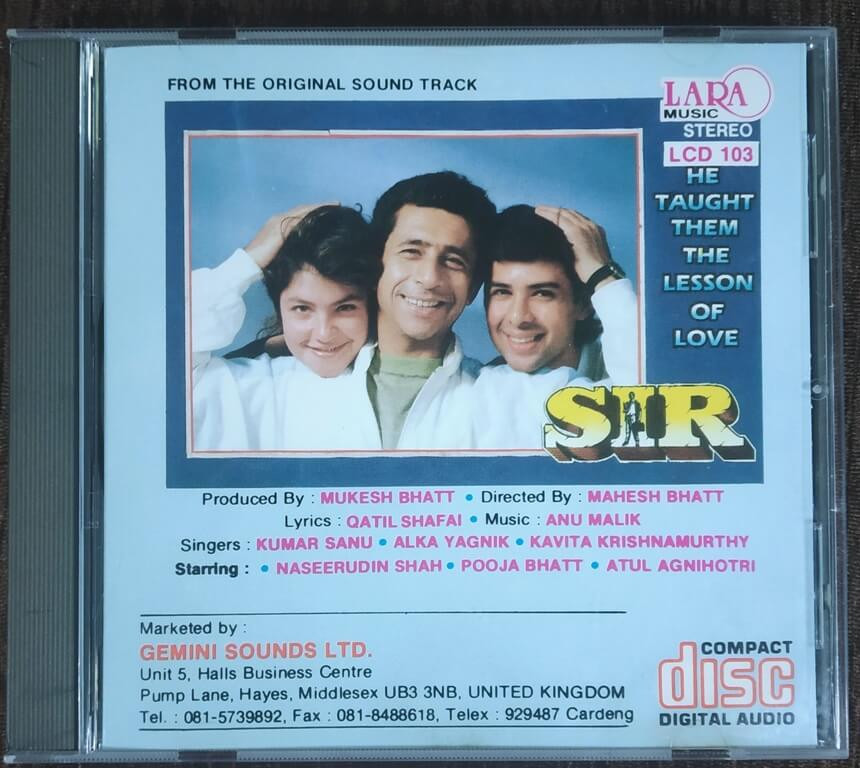 FROM THE ORIGINAL SOUND TRACK
LARA
MUSIC
STEREO
LCD 103
HE
TAUGHT
THEM
THE
LESSON
OF
LOVE
SIR
Produced By : MUKESH BHATT • Directed By : MAHESH BHATT
Lyrics : QATIL SHAFAI • Music : ANU MALIK
Singers : KUMAR SANU • ALKA YAGNIK • KAVITA KRISHNAMURTHY
Starring : • NASEERUDIN SHAH • POOJA BHATT • ATUL AGNIHOTRI
Marketed by :
GEMINI SOUNDS LTD.
Unit 5, Halls Business Centre
Pump Lane, Hayes, Middlesex UB3 3NB, UNITED KINGDOM
Tel. : 081-5739892, Fax : 081-8488618, Telex : 929487 Cardeng
COMPACT
disc
DIGITAL AUDIO